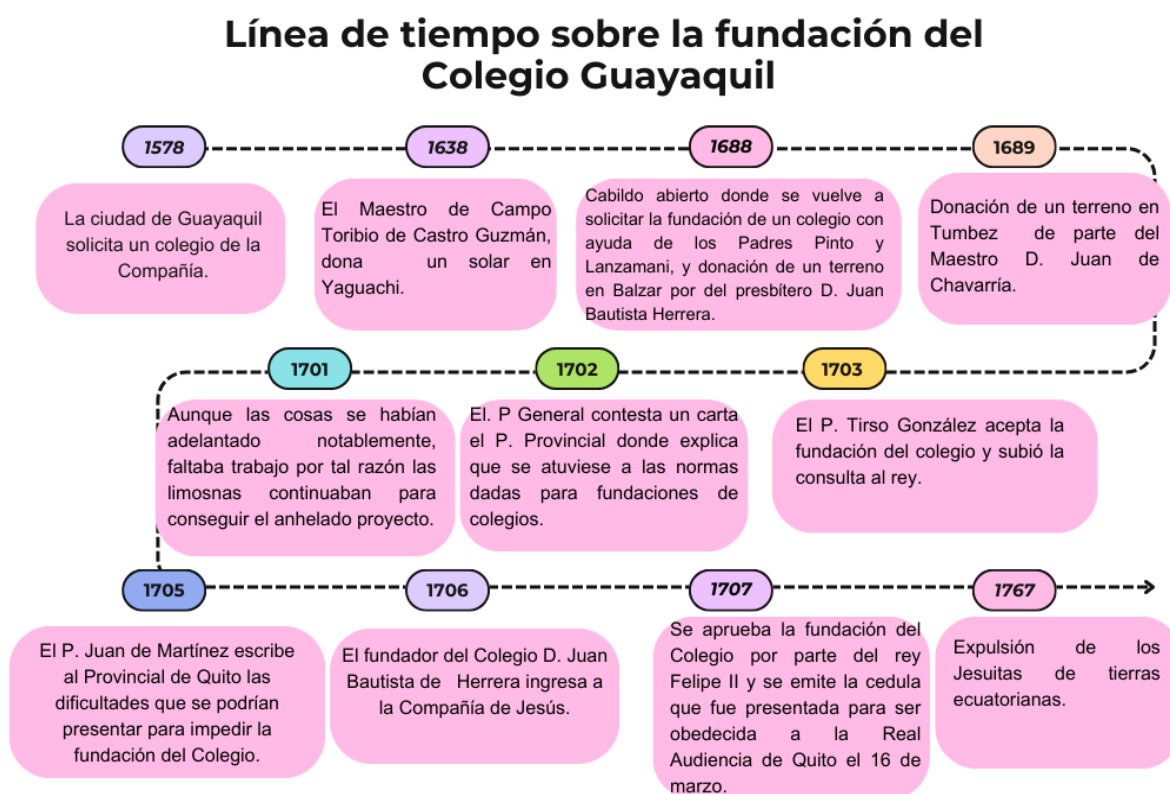 Línea de tiempo sobre la fundación del
Colegio Guayaquil
1578
La ciudad de Guayaquil
solicita un colegio de la
Compañía.
1638
El Maestro de Campo
Toribio de Castro Guzmán,
dona un solar en
Yaguachi.
1688
Cabildo abierto donde se vuelve a
solicitar la fundación de un colegio con
ayuda de los Padres Pinto y
Lanzamani, y donación de un terreno
en Balzar por del presbítero D. Juan
Bautista Herrera.
1689
Donación de un terreno en
Tumbez de parte del
Maestro D. Juan de
Chavarría.
1701
Aunque las cosas se habían
adelantado notablemente,
faltaba trabajo por tal razón las
limosnas continuaban para
conseguir el anhelado proyecto.
1702
El. P General contesta un carta
el P. Provincial donde explica
que se atuviese a las normas
dadas para fundaciones de
colegios.
1703
El P. Tirso González acepta la
fundación del colegio y subió la
consulta al rey.
1705
El P. Juan de Martínez escribe
al Provincial de Quito las
dificultades que se podrían
presentar para impedir la
fundación del Colegio.
1706
El fundador del Colegio D. Juan
Bautista de Herrera ingresa a
la Compañía de Jesús.
1707
Se aprueba la fundación del
Colegio por parte del rey
Felipe II y se emite la cedula
que fue presentada para ser
obedecida a la Real
Audiencia de Quito el 16 de
marzo.
1767
Expulsión de los
Jesuitas de tierras
ecuatorianas.